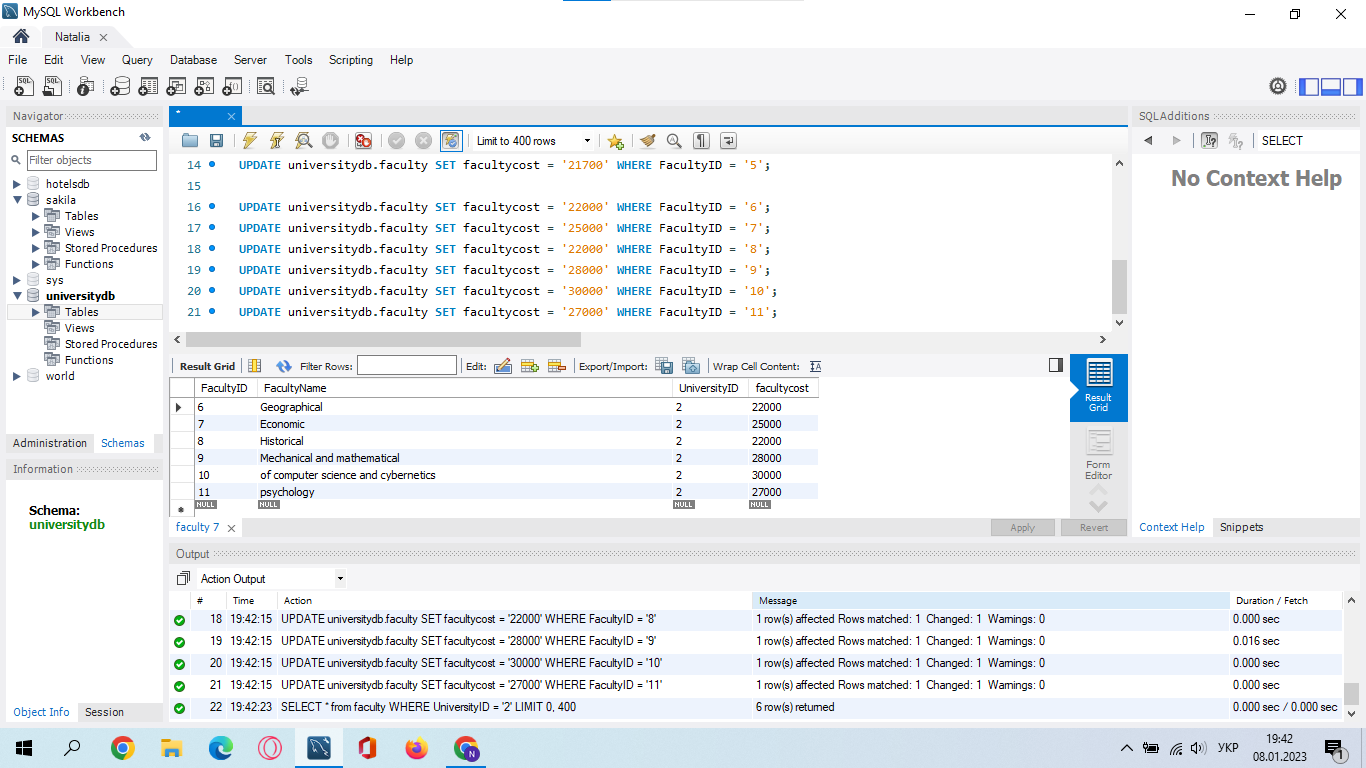 MySQL Workbench
Natalia
File Edit View Query Database Server Tools Scripting Help
Navigator
SCHEMAS
Filter objects
hotelsdb
sakila
Tables
Views
Stored Procedures
Functions
sys
universitydb
Tables
Views
Stored Procedures
Functions
world
Administration Schemas
Information
Schema:
universitydb
Object Info Session
*
Limit to 400 rows
14 UPDATE universitydb.faculty SET facultycost = '21700' WHERE FacultyID = '5';
15
16 UPDATE universitydb.faculty SET facultycost = '22000' WHERE FacultyID = '6';
17 UPDATE universitydb.faculty SET facultycost = '25000' WHERE FacultyID = '7';
18 UPDATE universitydb.faculty SET facultycost = '22000' WHERE FacultyID = '8';
19 UPDATE universitydb.faculty SET facultycost = '28000' WHERE FacultyID = '9';
20 UPDATE universitydb.faculty SET facultycost = '30000' WHERE FacultyID = '10';
21 UPDATE universitydb.faculty SET facultycost = '27000' WHERE FacultyID = '11';
Result Grid Filter Rows: Edit: Export/Import: Wrap Cell Content:
FacultyID FacultyName UniversityID facultycost
6 Geographical 2 22000
7 Economic 2 25000
8 Historical 2 22000
9 Mechanical and mathematical 2 28000
10 of computer science and cybernetics 2 30000
11 psychology 2 27000
* NULL NULL NULL NULL
Result
Grid
Form
Editor
faculty 7 Apply Revert
SQLAdditions
SELECT
No Context Help
Context Help Snippets
Output
Action Output
# Time Action Message Duration / Fetch
18 19:42:15 UPDATE universitydb.faculty SET facultycost = '22000' WHERE FacultyID = '8' 1 row(s) affected Rows matched: 1 Changed: 1 Warnings: 0 0.000 sec
19 19:42:15 UPDATE universitydb.faculty SET facultycost = '28000' WHERE FacultyID = '9' 1 row(s) affected Rows matched: 1 Changed: 1 Warnings: 0 0.016 sec
20 19:42:15 UPDATE universitydb.faculty SET facultycost = '30000' WHERE FacultyID = '10' 1 row(s) affected Rows matched: 1 Changed: 1 Warnings: 0 0.000 sec
21 19:42:15 UPDATE universitydb.faculty SET facultycost = '27000' WHERE FacultyID = '11' 1 row(s) affected Rows matched: 1 Changed: 1 Warnings: 0 0.000 sec
22 19:42:23 SELECT * from faculty WHERE UniversityID = '2' LIMIT 0, 400 6 row(s) returned 0.000 sec / 0.000 sec
N
УКР
19:42
08.01.2023
1